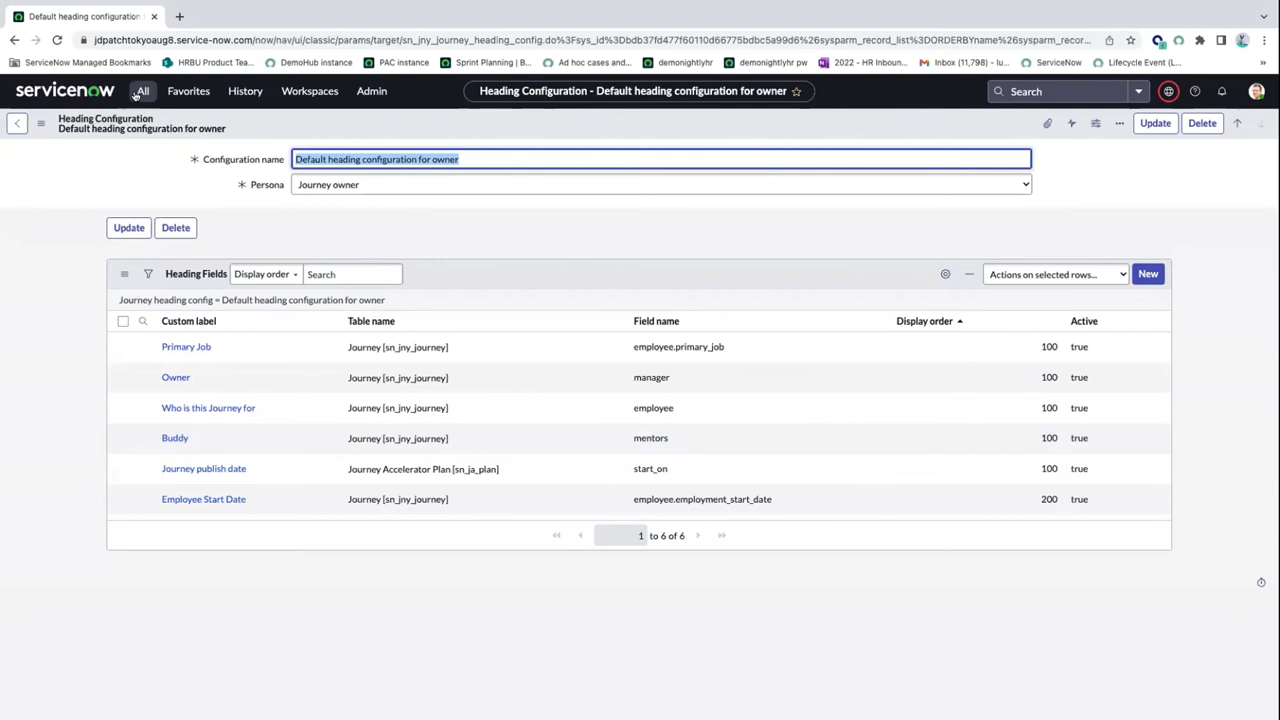 Default heading configuration
jdpatchtokyoaug8.service-now.com/now/nav/ui/classic/params/target/sn_jny_journey_heading_config.do%3Fsys_id%3Dbdb37fd477f60110d66775bdbc5a99d6%26sysparm_record_list%3DORDERBYname%26sysparm_rec...
ServiceNow Managed Bookmarks HRBU Product Tea... DemoHub instance PAC instance Sprint Planning | B... Ad hoc cases and... demonightlyhr demonightlyhr pw 2022 - HR Inboun... Inbox (11,798) - lu... ServiceNow Lifecycle Event (...
servicenow All Favorites History Workspaces Admin Heading Configuration - Default heading configuration for owner Search
Heading Configuration
Default heading configuration for owner
Update Delete
Configuration name Default heading configuration for owner
Persona Journey owner
Update Delete
Heading Fields Display order Search Actions on selected rows... New
Journey heading config = Default heading configuration for owner
Custom label Table name Field name Display order Active
Primary Job Journey [sn_jny_journey] employee.primary_job 100 true
Owner Journey [sn_jny_journey] manager 100 true
Who is this Journey for Journey [sn_jny_journey] employee 100 true
Buddy Journey [sn_jny_journey] mentors 100 true
Journey publish date Journey Accelerator Plan [sn_ja_plan] start_on 100 true
Employee Start Date Journey [sn_jny_journey] employee.employment_start_date 200 true
1 to 6 of 6